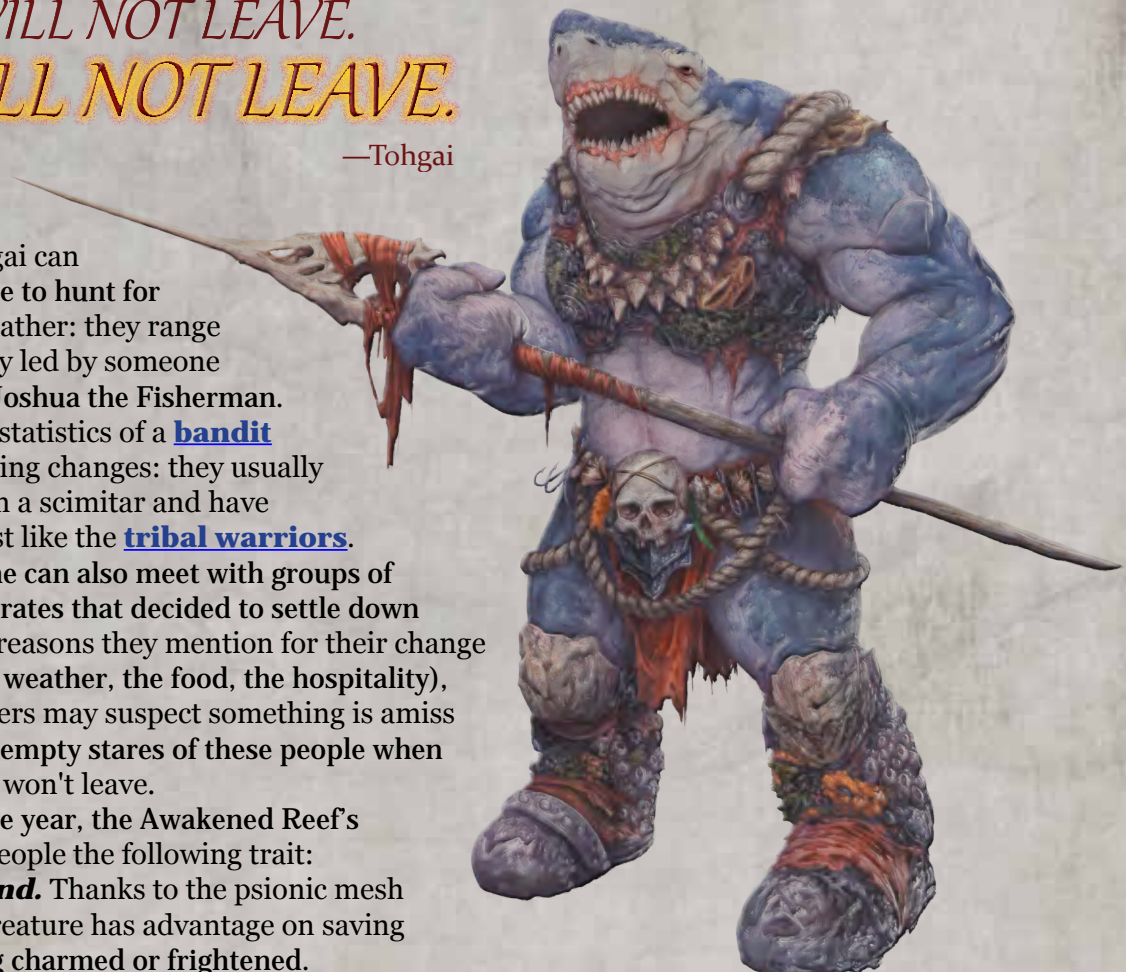 WILL NOT LEAVE.
LL NOT LEAVE.
—Tohgai
gai can
e to hunt for
ather: they range
y led by someone
Joshua the Fisherman.
statistics of a bandit
ing changes: they usually
n a scimitar and have
st like the tribal warriors.
ne can also meet with groups of
rates that decided to settle down
reasons they mention for their change
weather, the food, the hospitality),
ers may suspect something is amiss
empty stares of these people when
won't leave.
e year, the Awakened Reef's
eople the following trait:
nd. Thanks to the psionic mesh
reature has advantage on saving
g charmed or frightened.